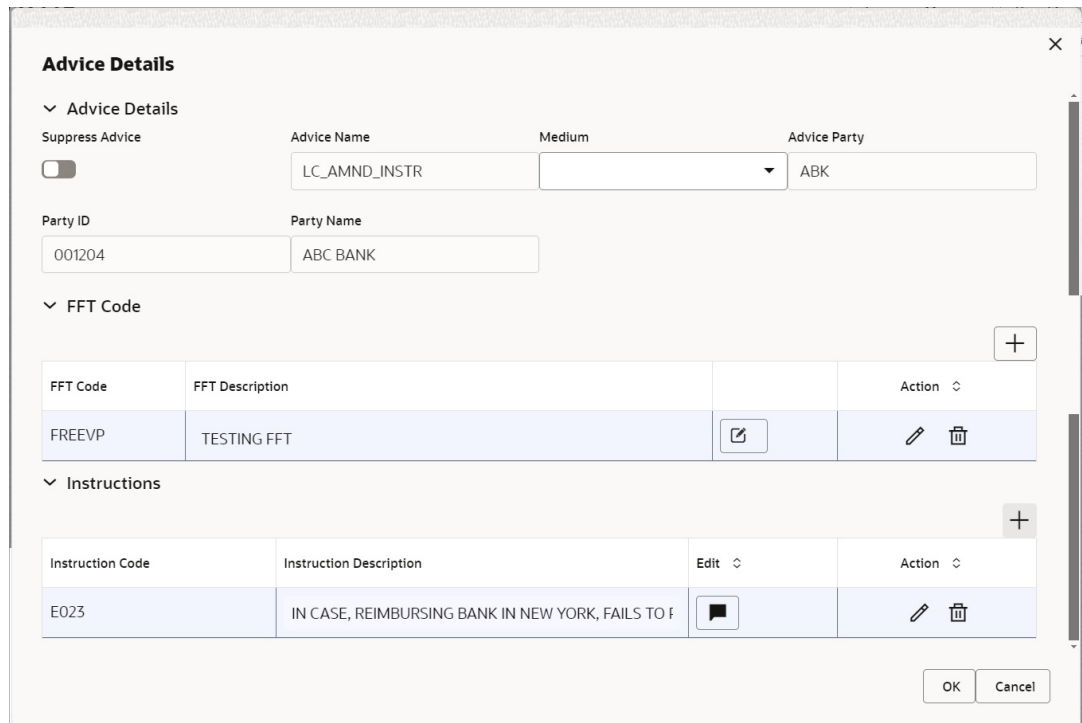 Advice Details
Advice Details
Suppress Advice Advice Name Medium Advice Party
LC_AMND_INSTR ABK
Party ID Party Name
001204 ABC BANK
FFT Code
FFT Code FFT Description Action
FREEVP TESTING FFT
Instructions
Instruction Code Instruction Description Edit Action
E023 IN CASE, REIMBURSING BANK IN NEW YORK, FAILS TO
OK Cancel